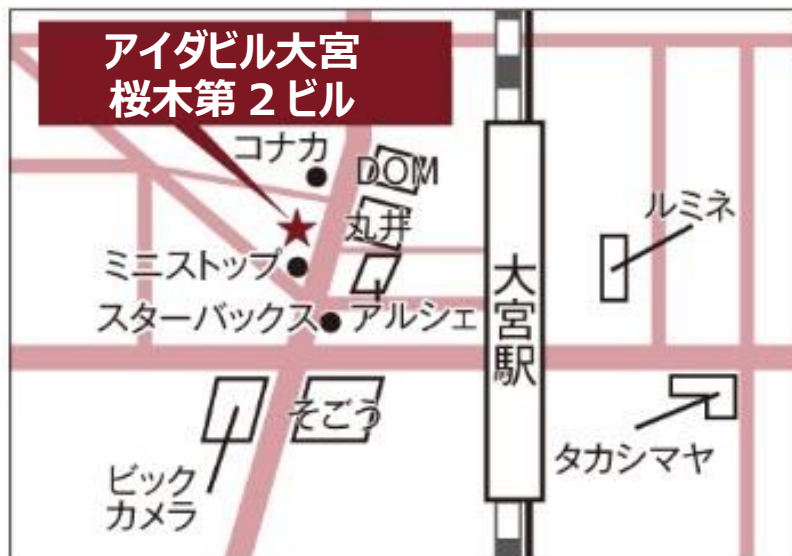 アイダビル大宮
桜木第 2 ビル
コナカ
DOM
丸井
ルミネ
ミニストップ
スターバックス
アルシェ
大宮駅
そごう
タカシマヤ
ビック
カメラ